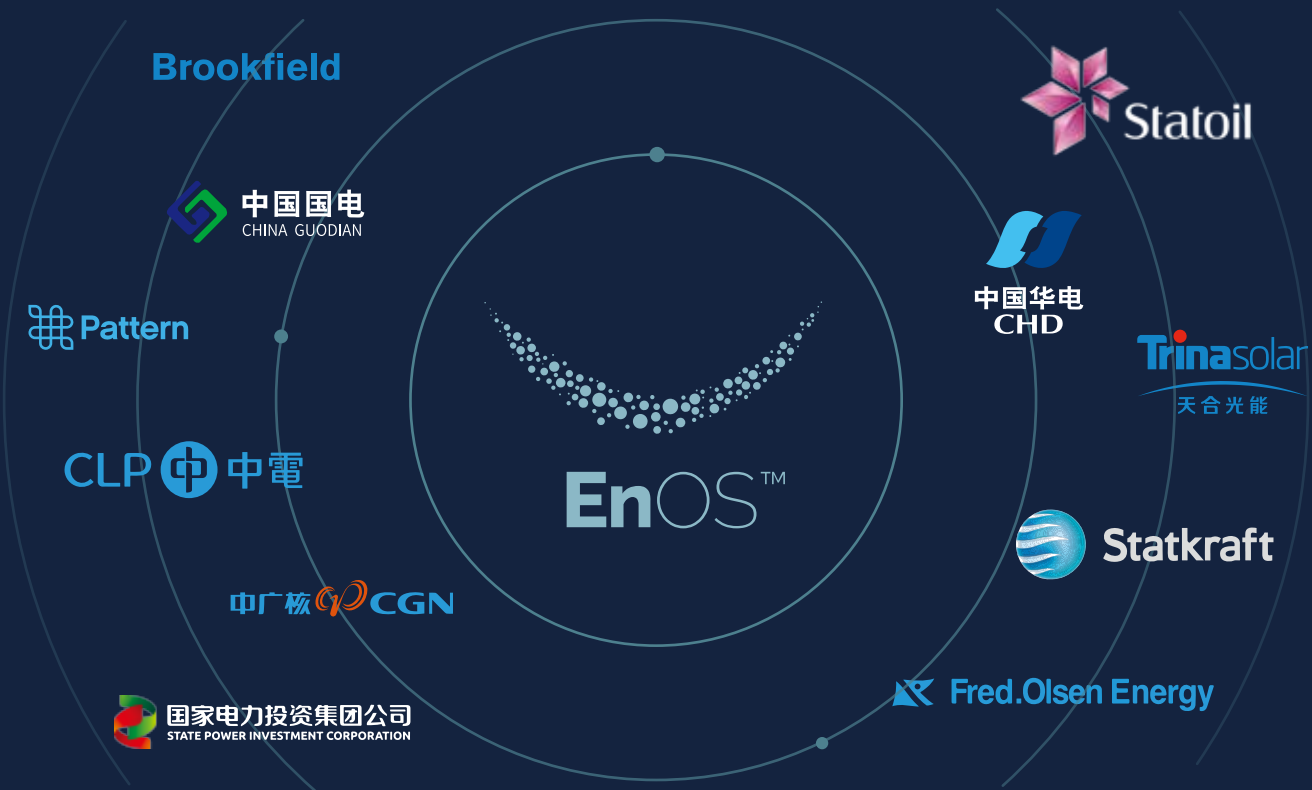 Brookfield
Statoil
中国国电
CHINA GUODIAN
中国华电
CHD
Pattern
Trinasolar
天合光能
CLP 中電
EnOS™
Statkraft
中广核 CGN
Fred.Olsen Energy
国家电力投资集团公司
STATE POWER INVESTMENT CORPORATION